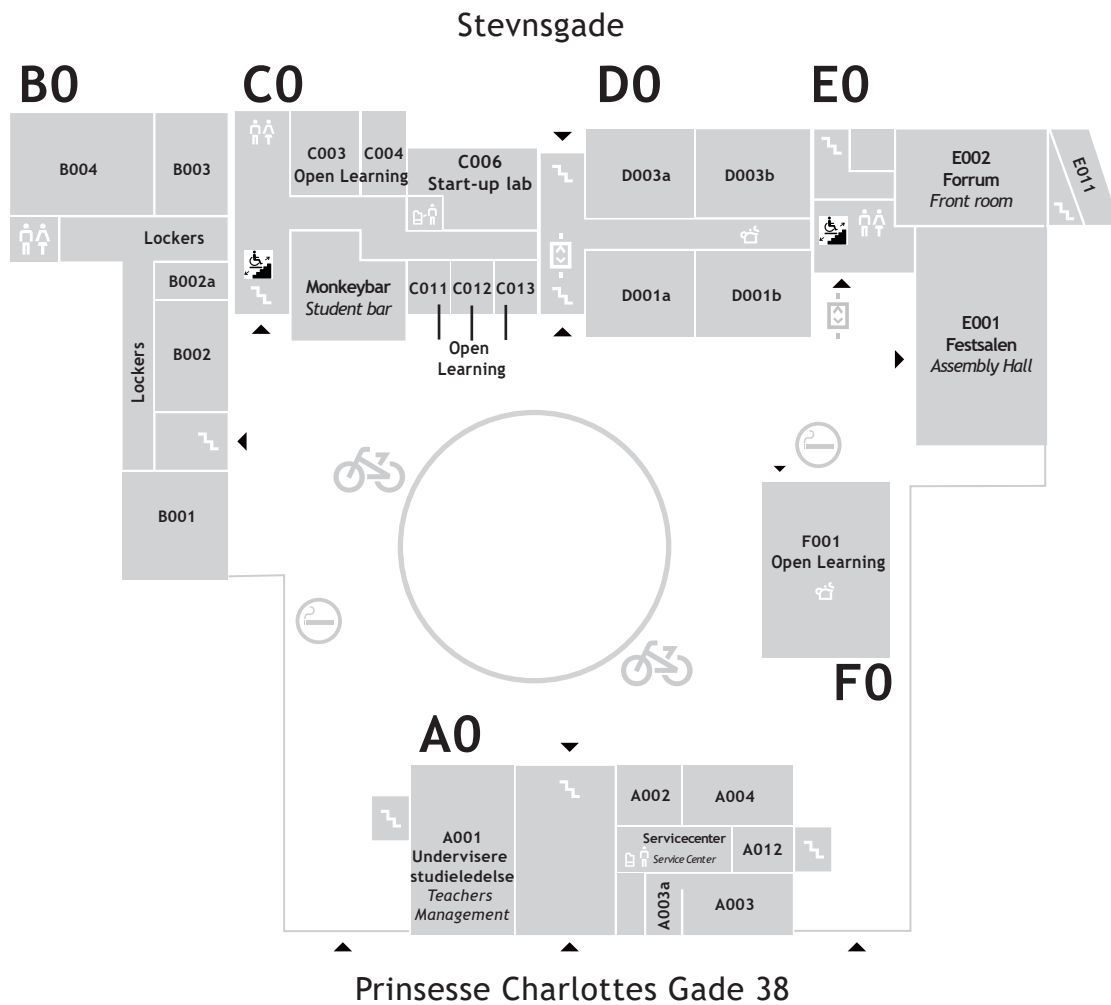 Stevnsgade
B0
C0
D0
E0
B004
B003
Lockers
B002a
B002
Lockers
B001
C003
C004
Open Learning
C006
Start-up lab
Monkeybar
Student bar
C011
C012
C013
Open
Learning
D003a
D003b
D001a
D001b
E002
Forrum
Front room
E011
E001
Festsalen
Assembly Hall
F001
Open Learning
F0
A0
A001
Undervisere
studieledelse
Teachers
Management
A002
A004
Servicecenter
Service Center
A012
A003a
A003
Prinsesse Charlottes Gade 38